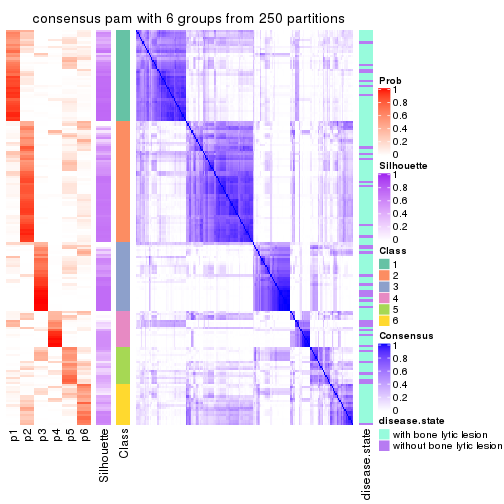 consensus pam with 6 groups from 250 partitions
Prob
1
0.8
0.6
0.4
0.2
0
Silhouette
1
0.8
0.6
0.4
0.2
0
Class
1
2
3
4
5
6
Consensus
1
0.8
0.6
0.4
0.2
0
disease.state
with bone lytic lesion
without bone lytic lesion
p1
p2
p3
p4
p5
p6
Silhouette
Class
disease.state